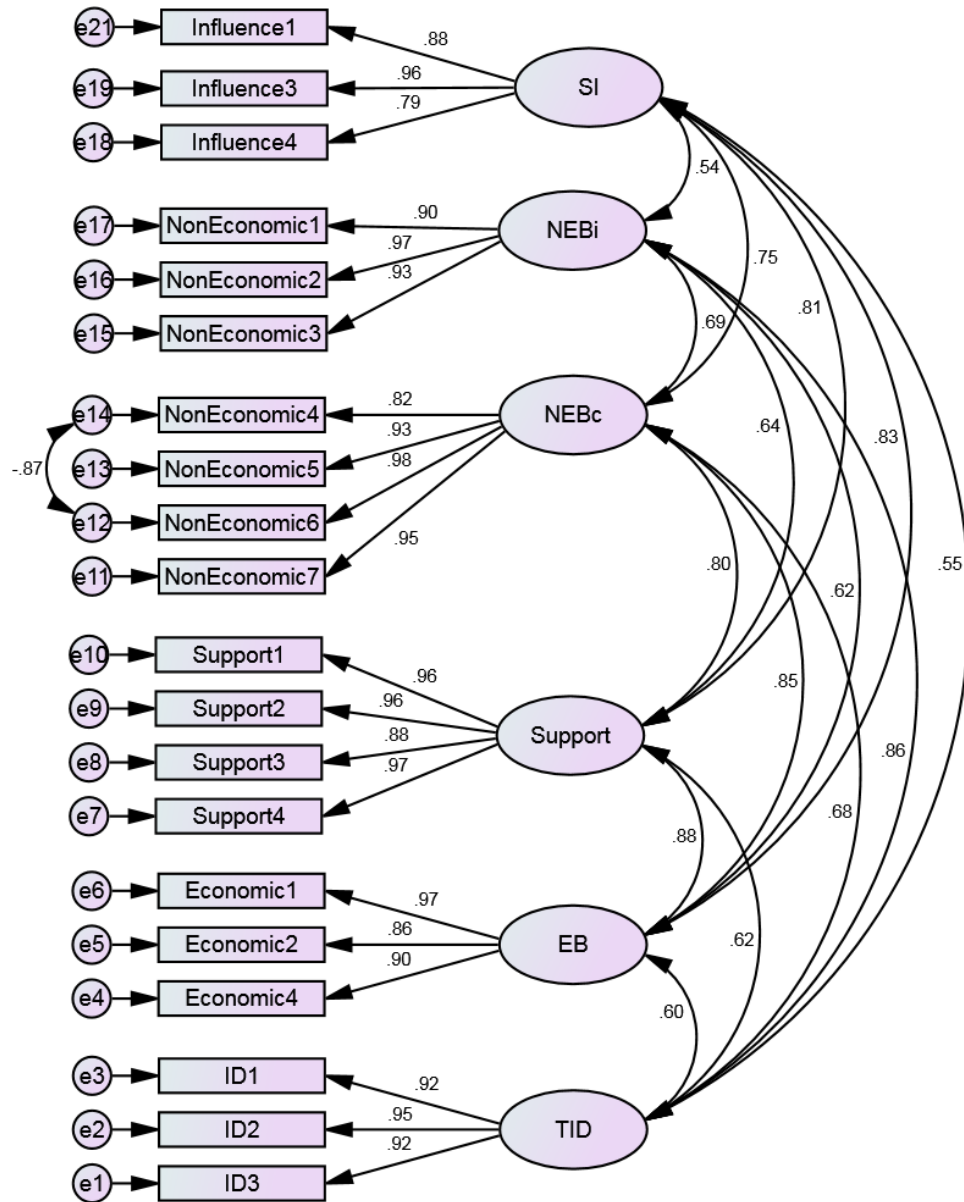 e21 Influence1 .88
e19 Influence3 .96 SI
e18 Influence4 .79
.54
e17 NonEconomic1 .90 NEBi
e16 NonEconomic2 .97 .75
e15 NonEconomic3 .93 .69 .81
e14 NonEconomic4 .82 NEBc .64 .83
-.87 e13 NonEconomic5 .93
e12 NonEconomic6 .98
e11 NonEconomic7 .95 .80 .62 .55
e10 Support1 .96 .85
e9 Support2 .96
e8 Support3 .88 Support .86
e7 Support4 .97 .68
.88
e6 Economic1 .97
e5 Economic2 .86 EB .62
e4 Economic4 .90
.60
e3 ID1 .92
e2 ID2 .95 TID
e1 ID3 .92